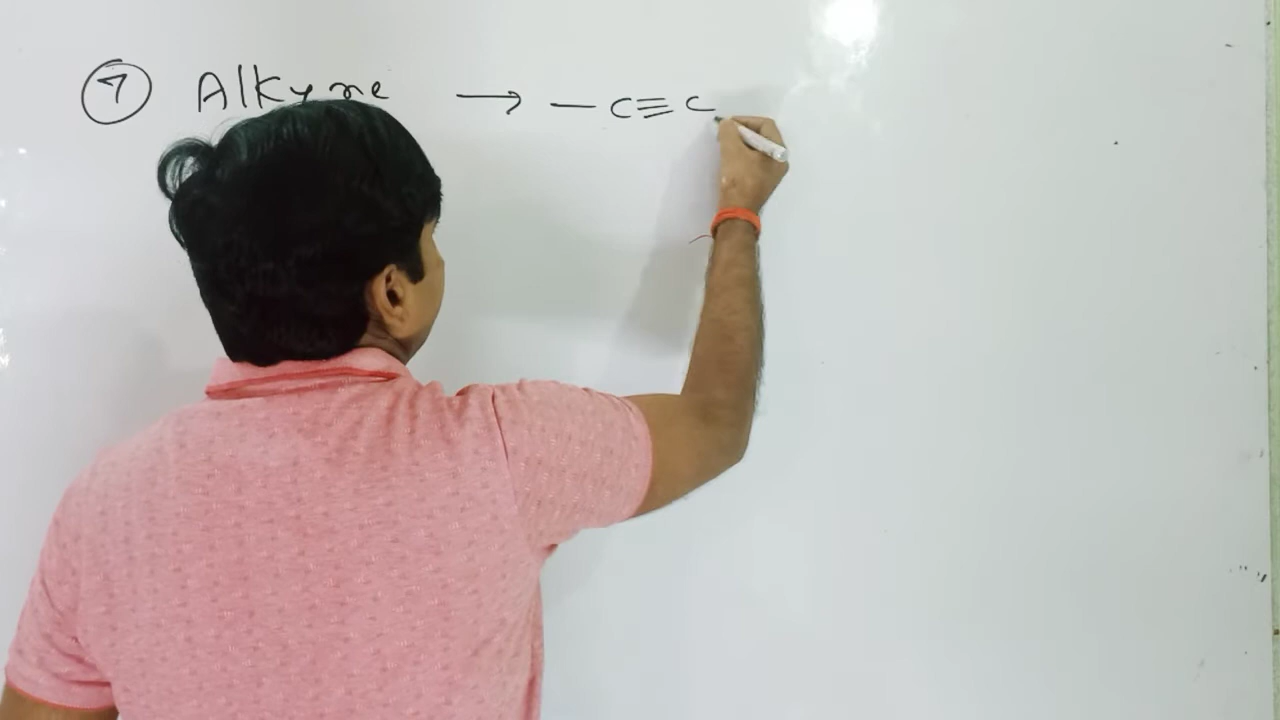 ⑦ Alkyne → — C≡C